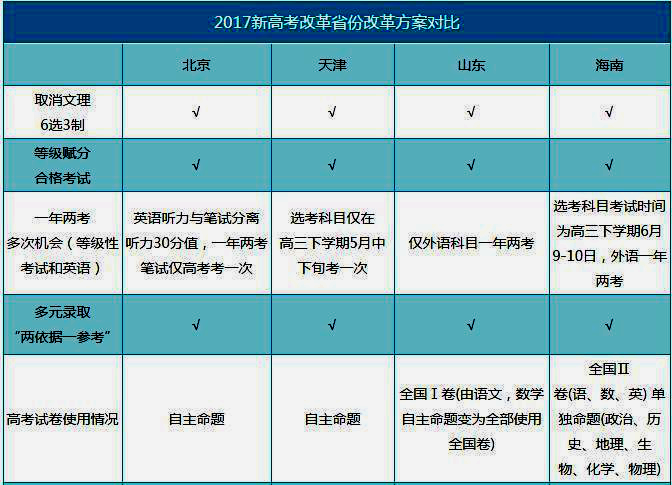 2017新高考改革省份改革方案对比
北京
天津
山东
海南
取消文理
6选3制
√
√
√
√
等级赋分
合格考试
√
√
√
√
一年两考
多次机会（等级性
考试和英语）
英语听力与笔试分离
听力30分值，一年两考
笔试仅高考考一次
选考科目仅在
高三下学期5月中
下旬考一次
仅外语科目一年两考
选考科目考试时间
为高三下学期6月
9-10日，外语一年
两考
多元录取
“两依据一参考”
√
√
√
√
高考试卷使用情况
自主命题
自主命题
全国Ⅰ卷(由语文，数学
自主命题变为全部使用
全国卷)
全国Ⅱ
卷(语、数、英) 单
独命题(政治、历
史、地理、生
物、化学、物理)